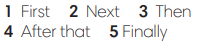 1 First 2 Next 3 Then
4 After that 5 Finally